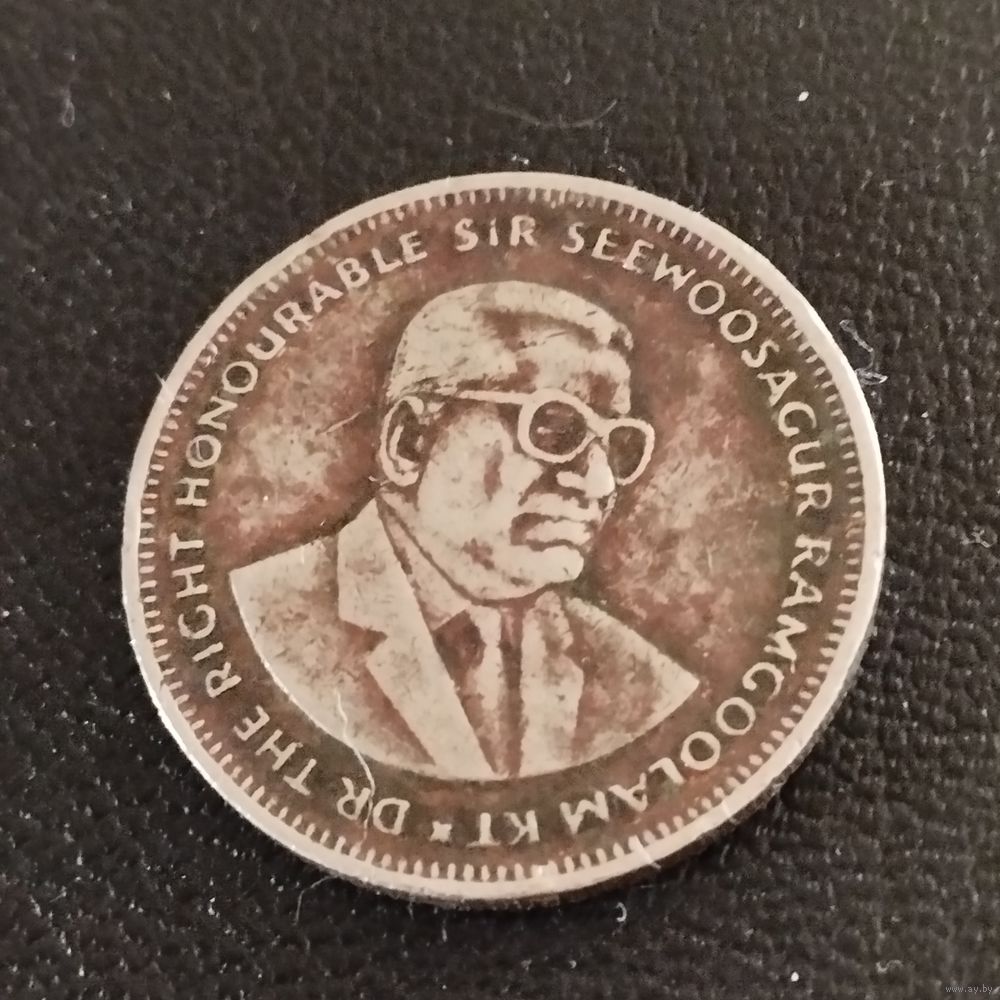 DR THE RIGHT HONOURABLE SIR SEEWOOSAGUR RAMGOOLAM KT
www.ay.by